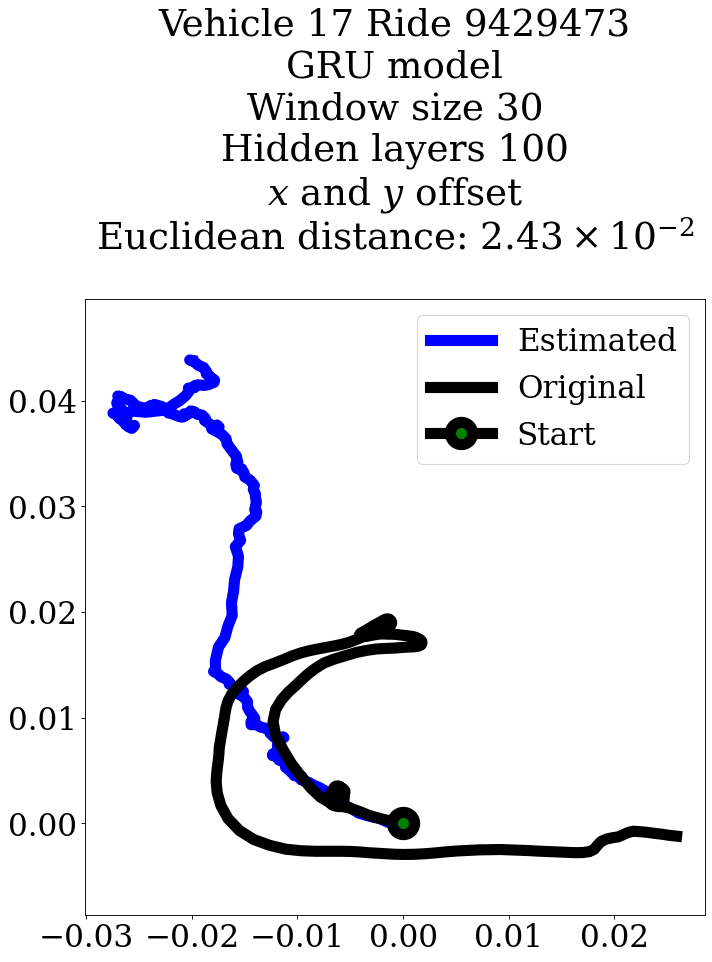 Vehicle 17 Ride 9429473
GRU model
Window size 30
Hidden layers 100
x and y offset
Euclidean distance: 2.43 × 10⁻²
Estimated
Original
Start
0.04
0.03
0.02
0.01
0.00
−0.03 −0.02 −0.01 0.00 0.01 0.02